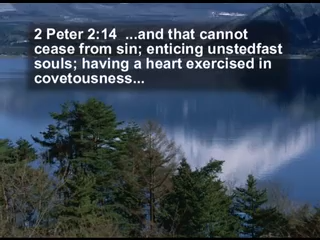 2 Peter 2:14  ...and that cannot
cease from sin; enticing unstedfast
souls; having a heart exercised in
covetousness...